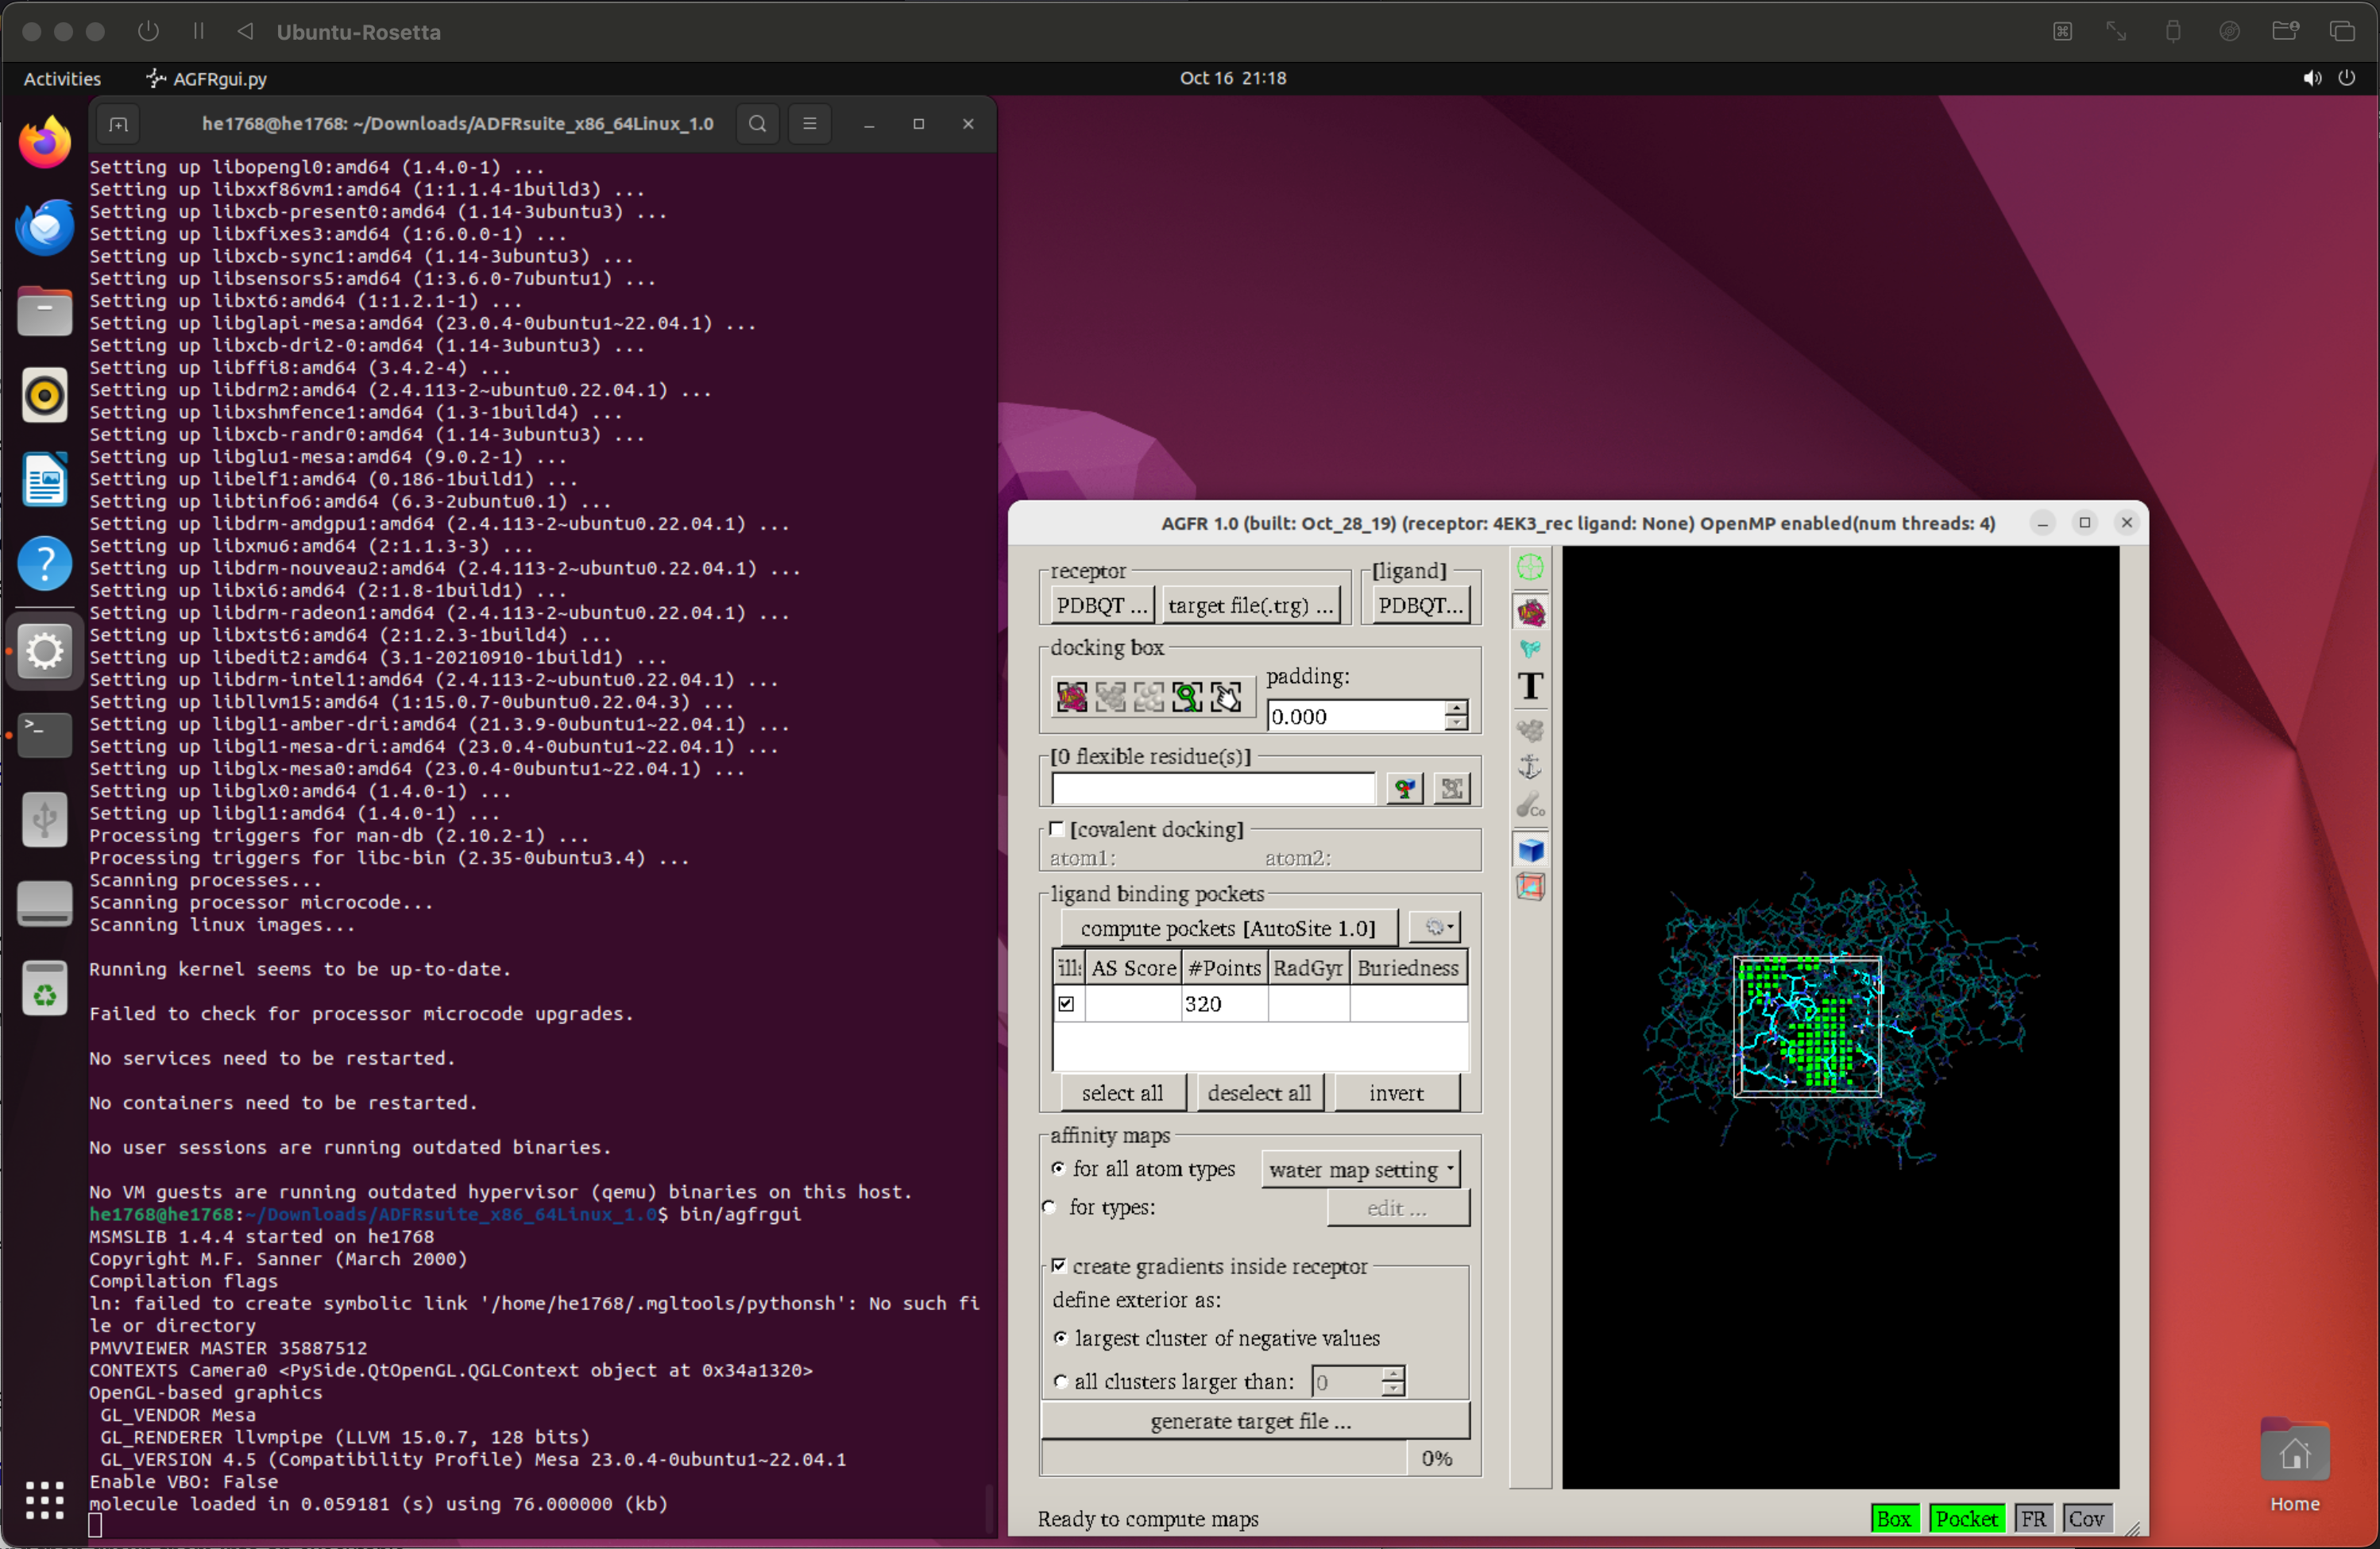 Ubuntu-Rosetta
Activities
AGFRgui.py
Oct 16 21:18
he1768@he1768: ~/Downloads/ADFRsuite_x86_64Linux_1.0
Setting up libopengl0:amd64 (1.4.0-1) ...
Setting up libxxf86vm1:amd64 (1:1.1.4-1build3) ...
Setting up libxcb-present0:amd64 (1.14-3ubuntu3) ...
Setting up libxfixes3:amd64 (1:6.0.0-1) ...
Setting up libxcb-sync1:amd64 (1.14-3ubuntu3) ...
Setting up libsensors5:amd64 (1:3.6.0-7ubuntu1) ...
Setting up libxt6:amd64 (1:1.2.1-1) ...
Setting up libglapi-mesa:amd64 (23.0.4-0ubuntu1~22.04.1) ...
Setting up libxcb-dri2-0:amd64 (1.14-3ubuntu3) ...
Setting up libffi8:amd64 (3.4.2-4) ...
Setting up libdrm2:amd64 (2.4.113-2~ubuntu0.22.04.1) ...
Setting up libxshmfence1:amd64 (1.3-1build4) ...
Setting up libxcb-randr0:amd64 (1.14-3ubuntu3) ...
Setting up libglu1-mesa:amd64 (9.0.2-1) ...
Setting up libelf1:amd64 (0.186-1build1) ...
Setting up libtinfo6:amd64 (6.3-2ubuntu0.1) ...
Setting up libdrm-amdgpu1:amd64 (2.4.113-2~ubuntu0.22.04.1) ...
Setting up libxmu6:amd64 (2:1.1.3-3) ...
Setting up libdrm-nouveau2:amd64 (2.4.113-2~ubuntu0.22.04.1) ...
Setting up libxi6:amd64 (2:1.8-1build1) ...
Setting up libdrm-radeon1:amd64 (2.4.113-2~ubuntu0.22.04.1) ...
Setting up libxtst6:amd64 (2:1.2.3-1build4) ...
Setting up libedit2:amd64 (3.1-20210910-1build1) ...
Setting up libdrm-intel1:amd64 (2.4.113-2~ubuntu0.22.04.1) ...
Setting up libllvm15:amd64 (1:15.0.7-0ubuntu0.22.04.3) ...
Setting up libgl1-amber-dri:amd64 (21.3.9-0ubuntu1~22.04.1) ...
Setting up libgl1-mesa-dri:amd64 (23.0.4-0ubuntu1~22.04.1) ...
Setting up libglx-mesa0:amd64 (23.0.4-0ubuntu1~22.04.1) ...
Setting up libglx0:amd64 (1.4.0-1) ...
Setting up libgl1:amd64 (1.4.0-1) ...
Processing triggers for man-db (2.10.2-1) ...
Processing triggers for libc-bin (2.35-0ubuntu3.4) ...
Scanning processes...
Scanning processor microcode...
Scanning linux images...
Running kernel seems to be up-to-date.
Failed to check for processor microcode upgrades.
No services need to be restarted.
No containers need to be restarted.
No user sessions are running outdated binaries.
No VM guests are running outdated hypervisor (qemu) binaries on this host.
he1768@he1768:~/Downloads/ADFRsuite_x86_64Linux_1.0$ bin/agfrgui
MSMSLIB 1.4.4 started on he1768
Copyright M.F. Sanner (March 2000)
Compilation flags
ln: failed to create symbolic link '/home/he1768/.mgltools/pythonsh': No such fi
le or directory
PMVVIEWER MASTER 35887512
CONTEXTS Camera0 <PySide.QtOpenGL.QGLContext object at 0x34a1320>
OpenGL-based graphics
GL_VENDOR Mesa
GL_RENDERER llvmpipe (LLVM 15.0.7, 128 bits)
GL_VERSION 4.5 (Compatibility Profile) Mesa 23.0.4-0ubuntu1~22.04.1
Enable VBO: False
molecule loaded in 0.059181 (s) using 76.000000 (kb)
AGFR 1.0 (built: Oct_28_19) (receptor: 4EK3_rec ligand: None) OpenMP enabled(num threads: 4)
receptor
[ligand]
PDBQT ...
target file(.trg) ...
PDBQT...
docking box
padding:
0.000
T
[0 flexible residue(s)]
Co
[covalent docking]
atom1:
atom2:
ligand binding pockets
compute pockets [AutoSite 1.0]
ill: AS Score #Points RadGyr Buriedness
320
select all
deselect all
invert
affinity maps
for all atom types
water map setting
for types:
edit ...
create gradients inside receptor
define exterior as:
largest cluster of negative values
all clusters larger than:
0
generate target file ...
0%
Ready to compute maps
Box
Pocket
FR
Cov
Home